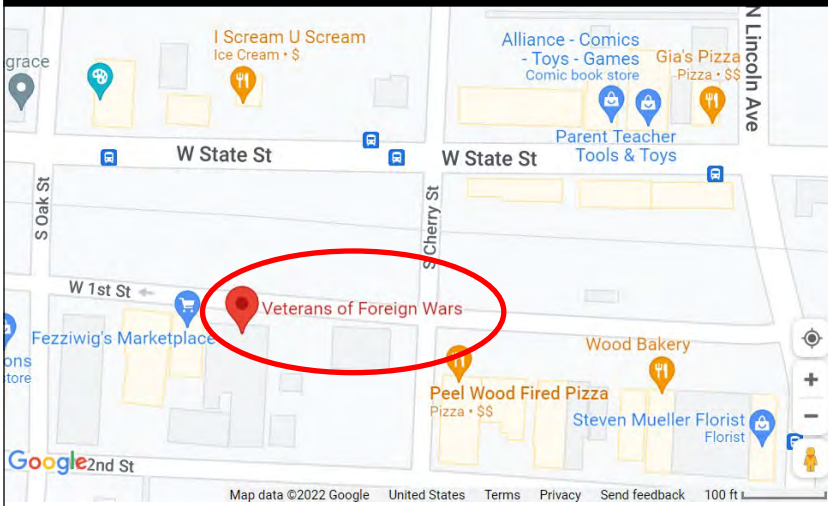 I Scream U Scream
Ice Cream • $
grace
Alliance - Comics
- Toys - Games
Comic book store
Gia's Pizza
Pizza • $$
N Lincoln Ave
Parent Teacher
Tools & Toys
W State St
W State St
S Oak St
S Cherry St
W 1st St
Veterans of Foreign Wars
Fezziwig's Marketplace
ons
store
Wood Bakery
Peel Wood Fired Pizza
Pizza • $$
Steven Mueller Florist
Florist
Google
2nd St
Map data ©2022 Google United States Terms Privacy Send feedback 100 ft